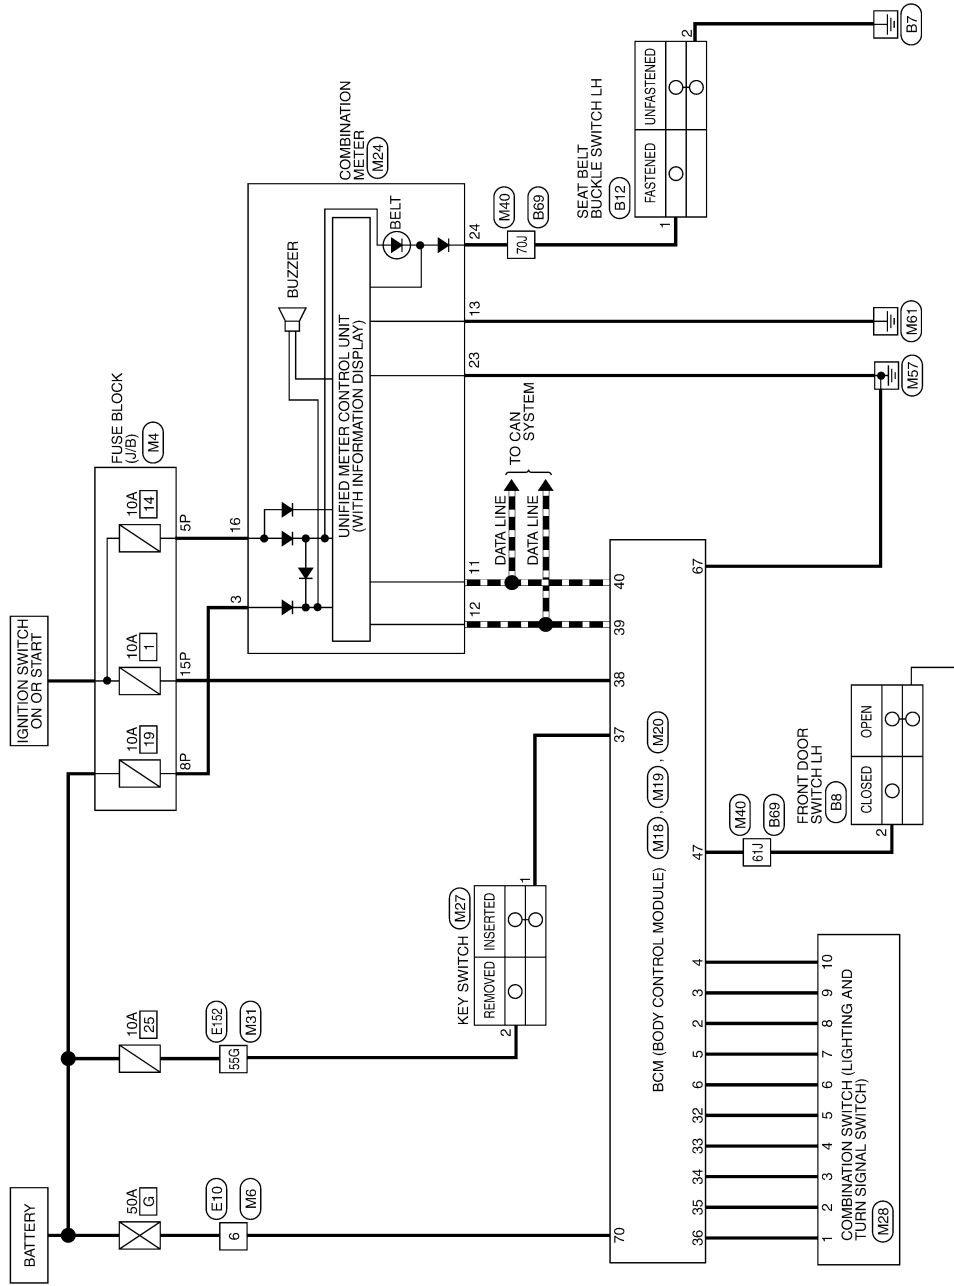 BATTERY
50A
G
E10
M6
6
10A
25
E152
M31
55G
IGNITION SWITCH
ON OR START
10A
19
8P
10A
1
15P
10A
14
5P
FUSE BLOCK
(J/B)
M4
3
16
COMBINATION
METER
M24
BUZZER
BELT
UNIFIED METER CONTROL UNIT
(WITH INFORMATION DISPLAY)
12
11
23
13
24
DATA LINE
DATA LINE
TO CAN
SYSTEM
M40
B69
70J
SEAT BELT
BUCKLE SWITCH LH
B12
1
FASTENED
UNFASTENED
2
B7
M61
M57
KEY SWITCH
M27
2
REMOVED
INSERTED
1
70
37
38
39
40
BCM (BODY CONTROL MODULE)
M18
, M19
, M20
36
35
34
33
32
6
5
2
3
4
47
67
1
2
3
4
5
6
7
8
9
10
COMBINATION SWITCH (LIGHTING AND
TURN SIGNAL SWITCH)
M28
M40
B69
61J
FRONT DOOR
SWITCH LH
B8
2
CLOSED
OPEN